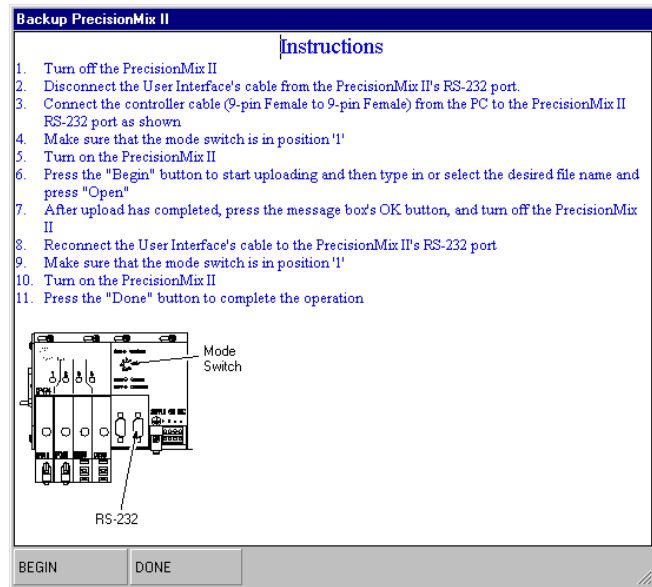 Backup PrecisionMix II
Instructions
1. Turn off the PrecisionMix II
2. Disconnect the User Interface's cable from the PrecisionMix II's RS-232 port.
3. Connect the controller cable (9-pin Female to 9-pin Female) from the PC to the PrecisionMix II
RS-232 port as shown
4. Make sure that the mode switch is in position '1'
5. Turn on the PrecisionMix II
6. Press the "Begin" button to start uploading and then type in or select the desired file name and
press "Open"
7. After upload has completed, press the message box's OK button, and turn off the PrecisionMix
II
8. Reconnect the User Interface's cable to the PrecisionMix II's RS-232 port
9. Make sure that the mode switch is in position '1'
10. Turn on the PrecisionMix II
11. Press the "Done" button to complete the operation
Mode
Switch
RS-232
BEGIN DONE